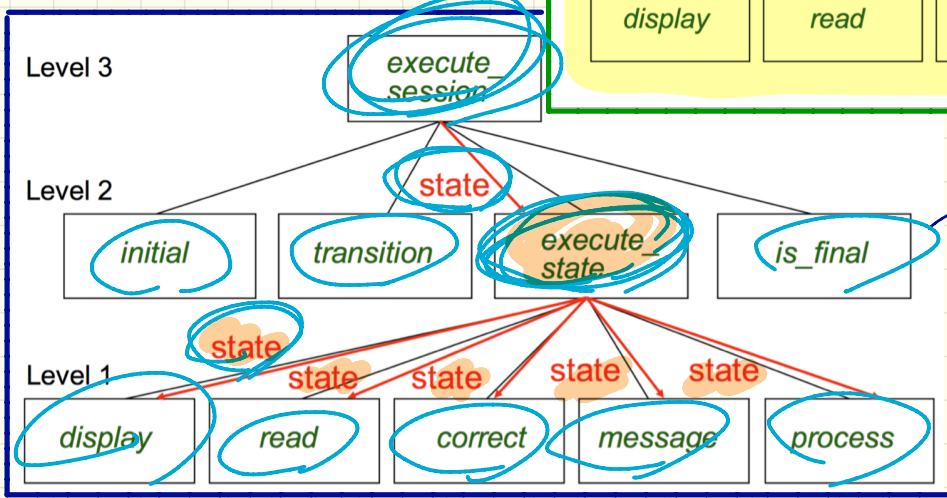 display read
Level 3
execute_
session
Level 2
state
initial transition execute_ is_final
state
state
Level 1
state state state state
display read correct message process